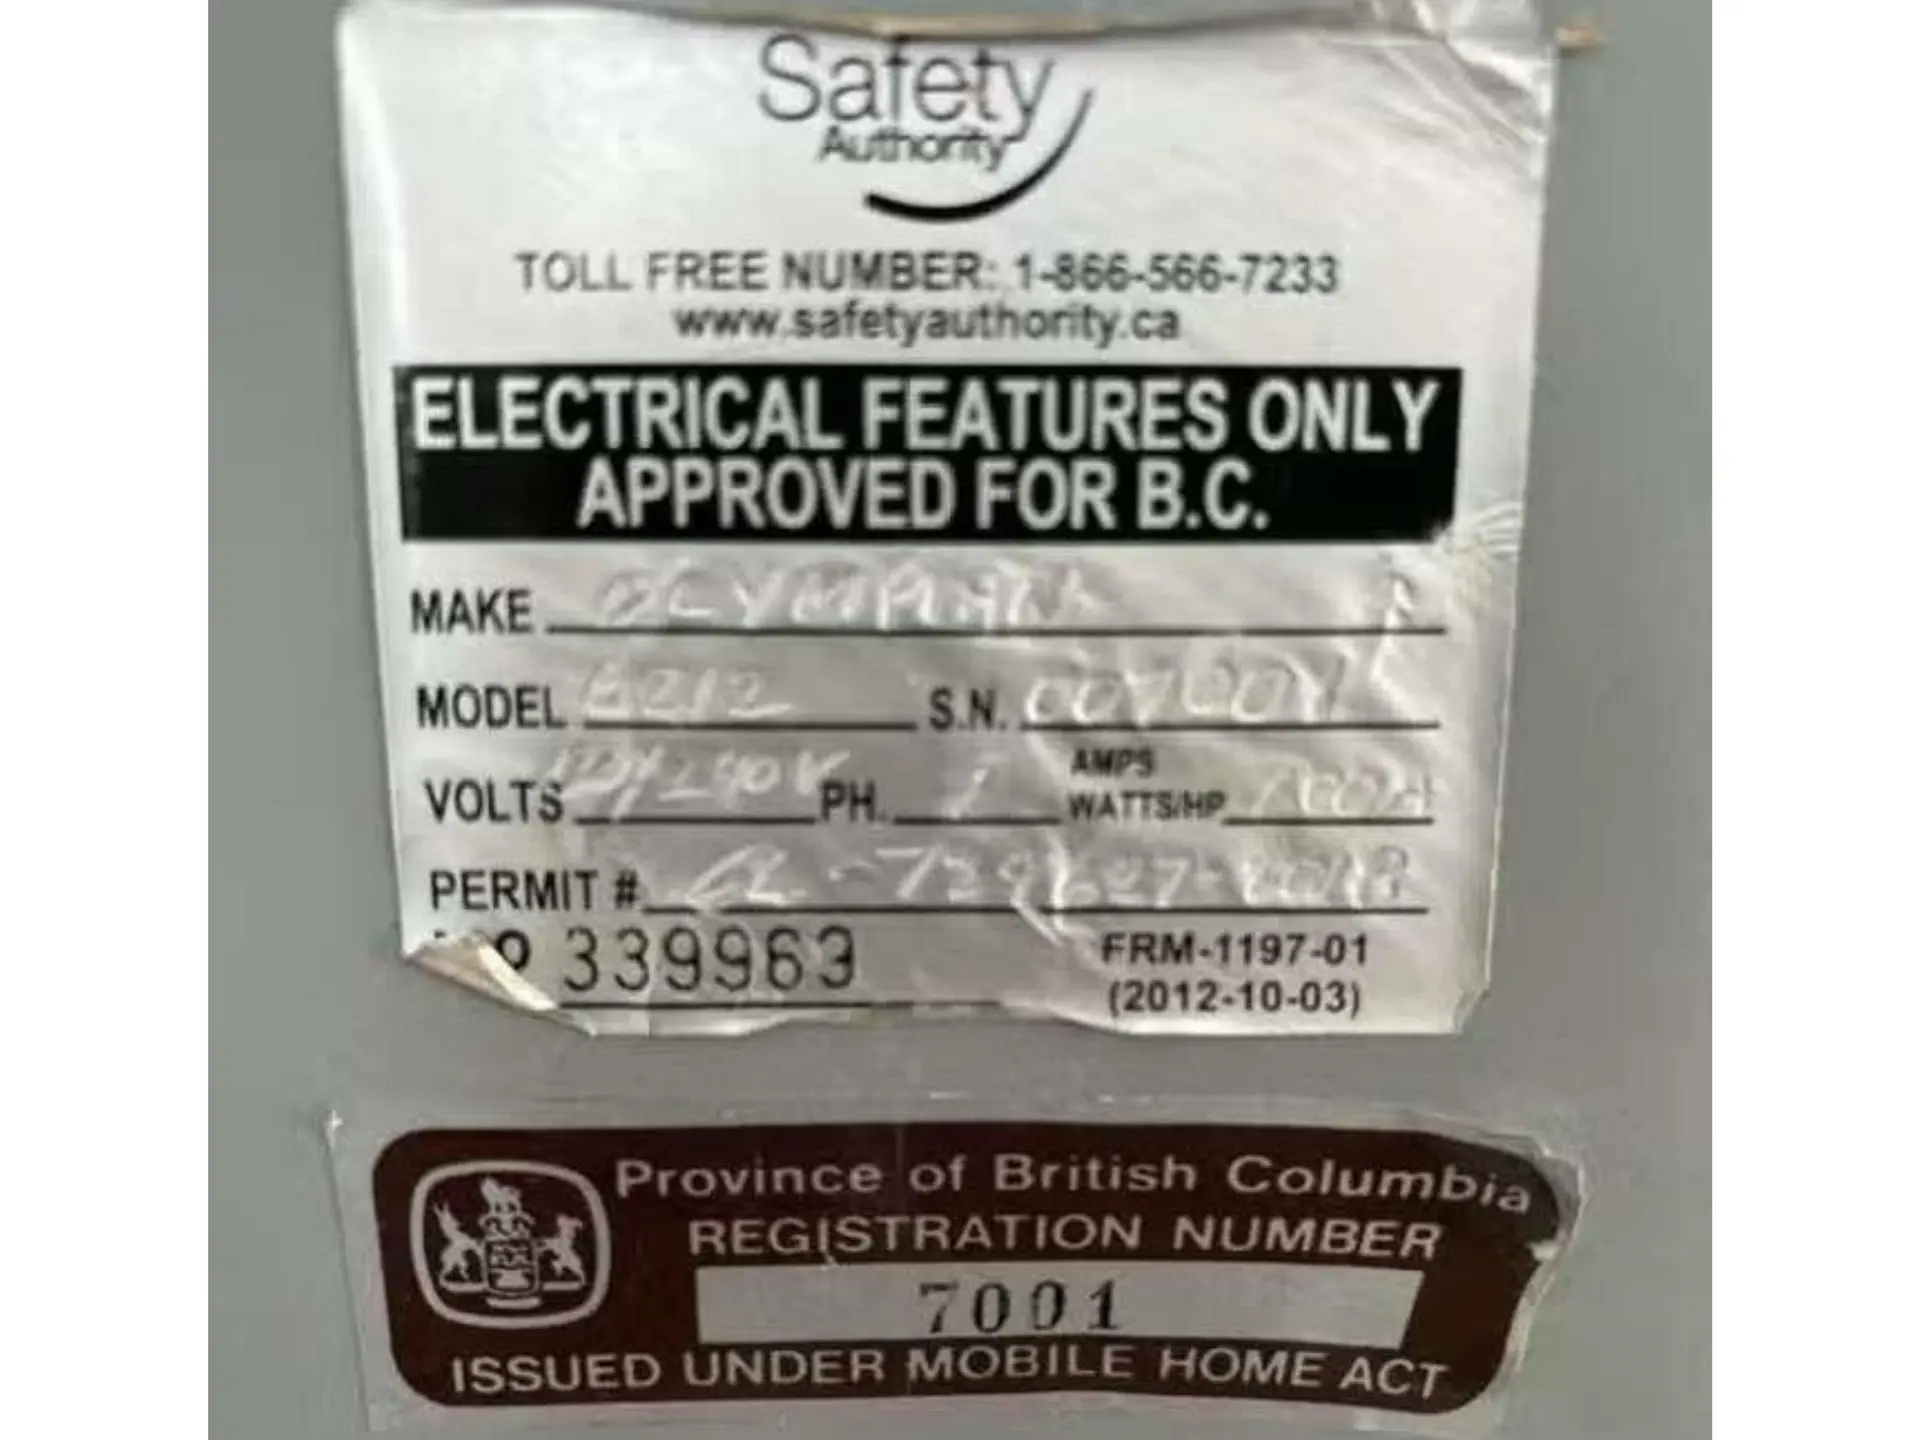 Safety
Authority
TOLL FREE NUMBER: 1-866-566-7233
www.safetyauthority.ca
ELECTRICAL FEATURES ONLY
APPROVED FOR B.C.
MAKE
MODEL S.N.
VOLTS PH. 1 AMPS
WATTS/HP
PERMIT #
339963 FRM-1197-01
(2012-10-03)
Province of British Columbia
REGISTRATION NUMBER
7001
ISSUED UNDER MOBILE HOME ACT